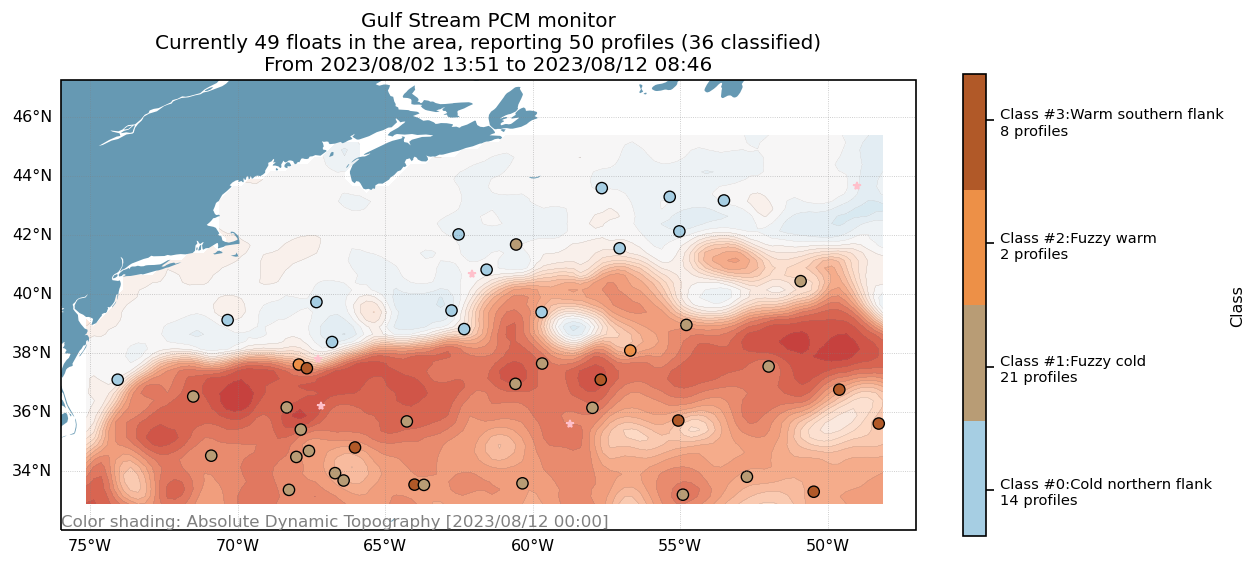 Gulf Stream PCM monitor
Currently 49 floats in the area, reporting 50 profiles (36 classified)
From 2023/08/02 13:51 to 2023/08/12 08:46
46°N
44°N
42°N
40°N
38°N
36°N
34°N
Color shading: Absolute Dynamic Topography [2023/08/12 00:00]
75°W
70°W
65°W
60°W
55°W
50°W
Class #3:Warm southern flank
8 profiles
Class #2:Fuzzy warm
2 profiles
Class #1:Fuzzy cold
21 profiles
Class #0:Cold northern flank
14 profiles
Class